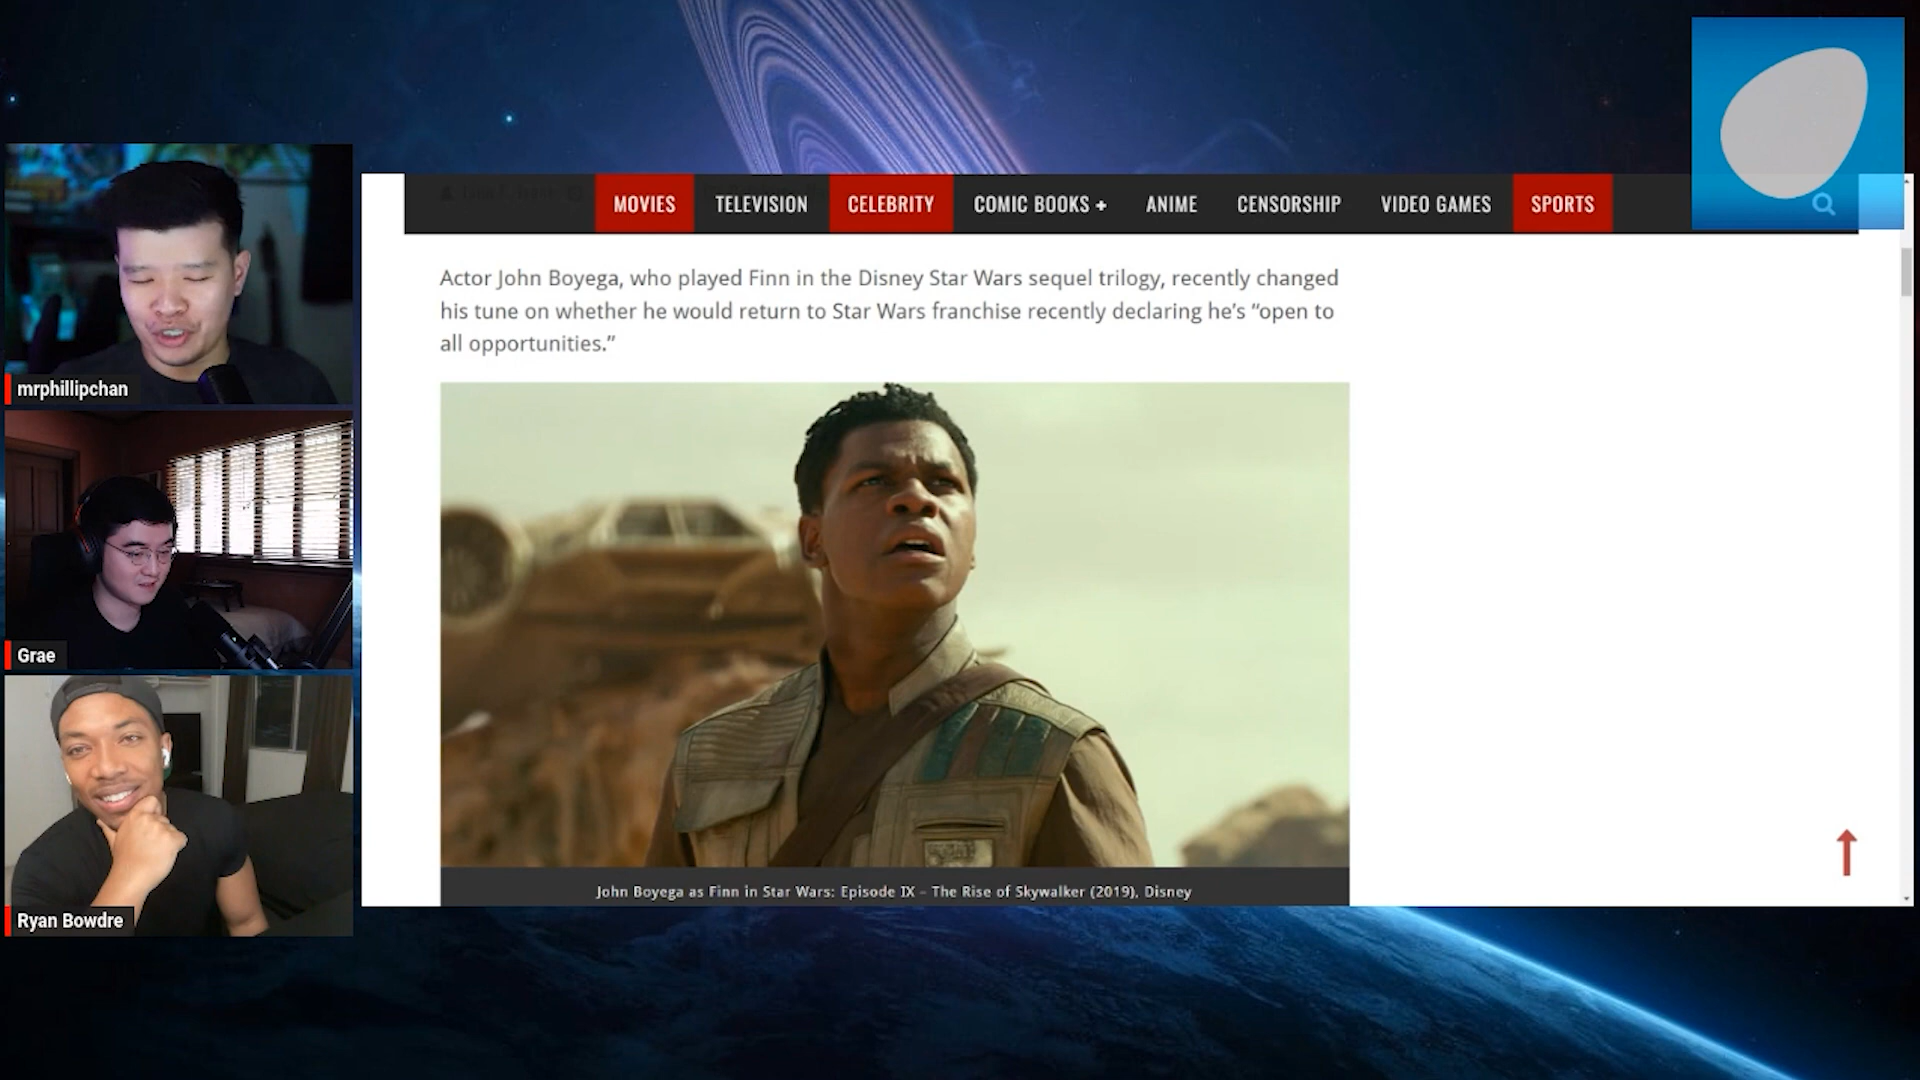 MOVIES TELEVISION CELEBRITY COMIC BOOKS + ANIME CENSORSHIP VIDEO GAMES SPORTS
Actor John Boyega, who played Finn in the Disney Star Wars sequel trilogy, recently changed
his tune on whether he would return to Star Wars franchise recently declaring he's “open to
all opportunities.”
John Boyega as Finn in Star Wars: Episode IX – The Rise of Skywalker (2019), Disney
mrphillipchan
Grae
Ryan Bowdre